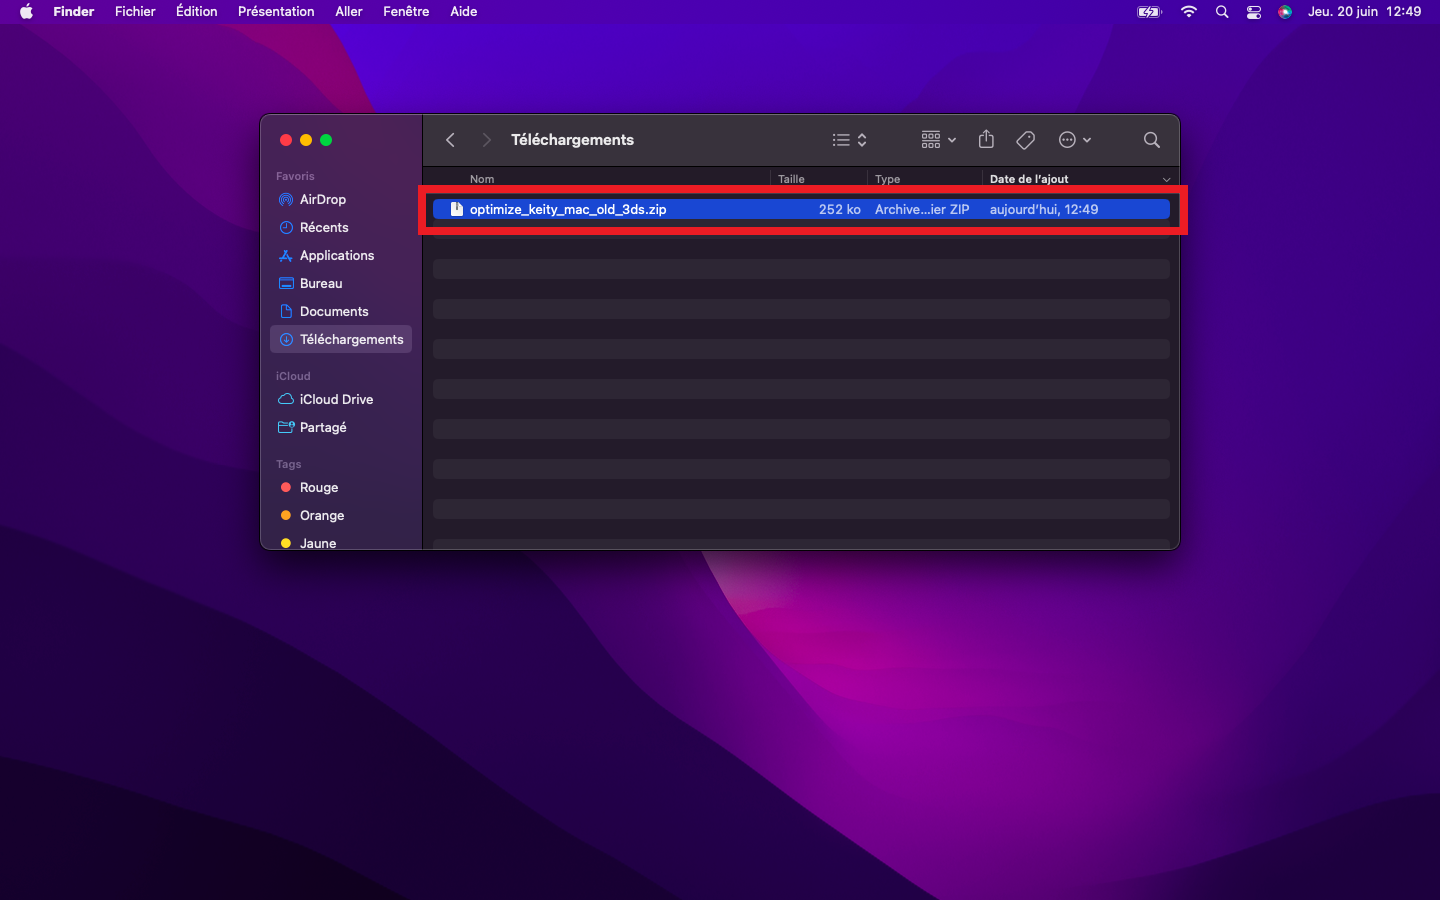 Finder Fichier Édition Présentation Aller Fenêtre Aide Jeu. 20 juin 12:49
Téléchargements
Favoris
AirDrop
Récents
Applications
Bureau
Documents
Téléchargements
iCloud
iCloud Drive
Partagé
Tags
Rouge
Orange
Jaune
Nom Taille Type Date de l’ajout
optimize_keity_mac_old_3ds.zip 252 ko Archive...ier ZIP aujourd’hui, 12:49